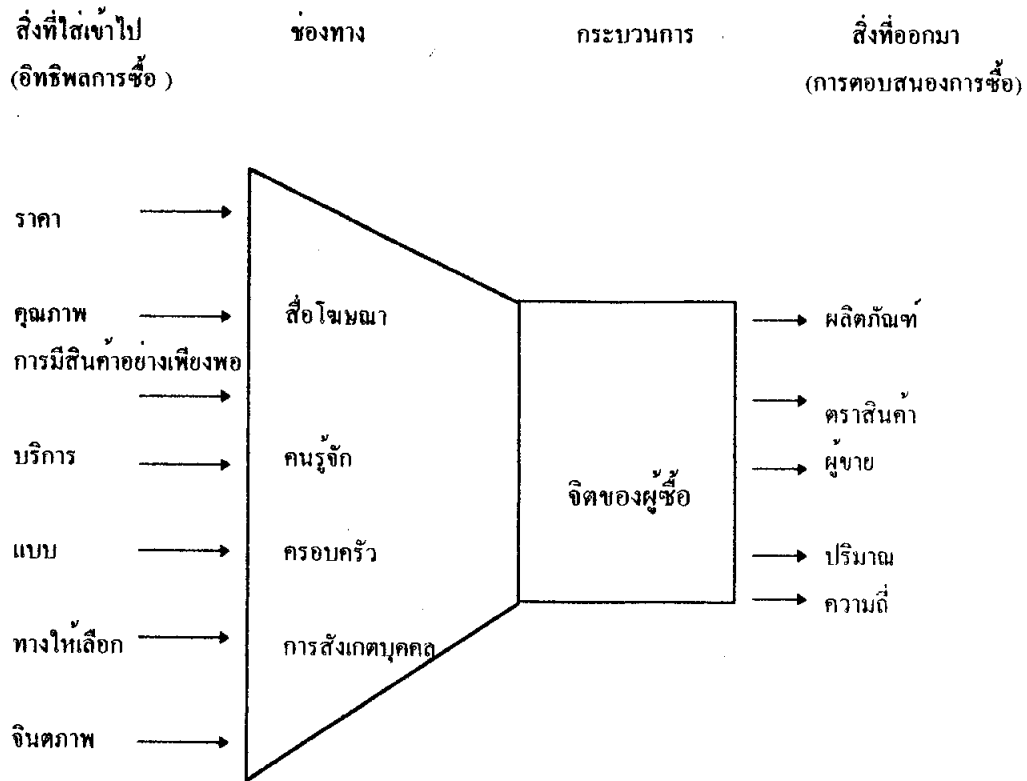 สิ่งที่ใส่เข้าไป ช่องทาง กระบวนการ สิ่งที่ออกมา
(อิทธิพลการซื้อ ) (การตอบสนองการซื้อ)
ราคา
คุณภาพ สื่อโฆษณา ผลิตภัณฑ์
การมีสินค้าอย่างเพียงพอ
ตราสินค้า
บริการ คนรู้จัก ผู้ขาย
จิตของผู้ซื้อ
แบบ ครอบครัว ปริมาณ
ความถี่
ทางให้เลือก การสังเกตบุคคล
จินตภาพ